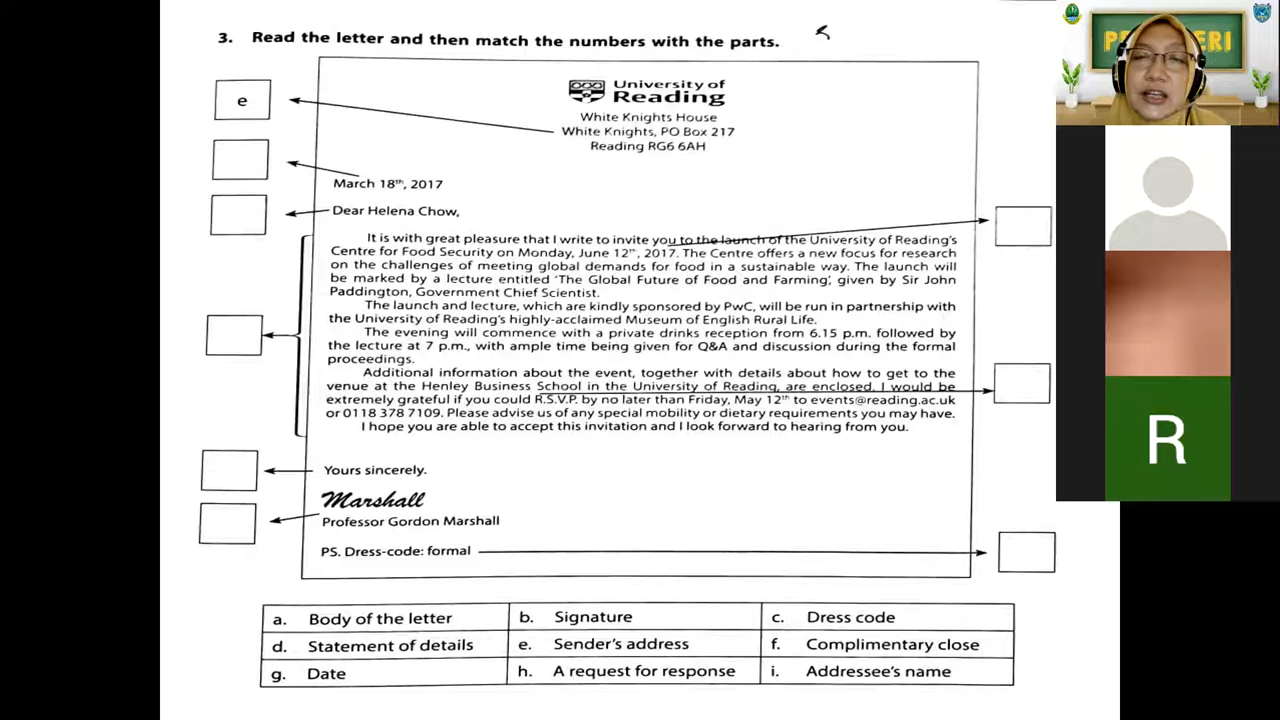 3. Read the letter and then match the numbers with the parts.
University of
Reading
White Knights House
White Knights, PO Box 217
Reading RG6 6AH
e
March 18th, 2017
Dear Helena Chow,
It is with great pleasure that I write to invite you to the launch of the University of Reading's
Centre for Food Security on Monday, June 12th, 2017. The Centre offers a new focus for research
on the challenges of meeting global demands for food in a sustainable way. The launch will
be marked by a lecture entitled 'The Global Future of Food and Farming', given by Sir John
Paddington, Government Chief Scientist.
The launch and lecture, which are kindly sponsored by PwC, will be run in partnership with
the University of Reading's highly-acclaimed Museum of English Rural Life.
The evening will commence with a private drinks reception from 6.15 p.m. followed by
the lecture at 7 p.m., with ample time being given for Q&A and discussion during the formal
proceedings.
Additional information about the event, together with details about how to get to the
venue at the Henley Business School in the University of Reading, are enclosed. I would be
extremely grateful if you could R.S.V.P. by no later than Friday, May 12th to events@reading.ac.uk
or 0118 378 7109. Please advise us of any special mobility or dietary requirements you may have.
I hope you are able to accept this invitation and I look forward to hearing from you.
Yours sincerely.
Marshall
Professor Gordon Marshall
PS. Dress-code: formal
a. Body of the letter b. Signature c. Dress code
d. Statement of details e. Sender's address f. Complimentary close
g. Date h. A request for response i. Addressee's name
R